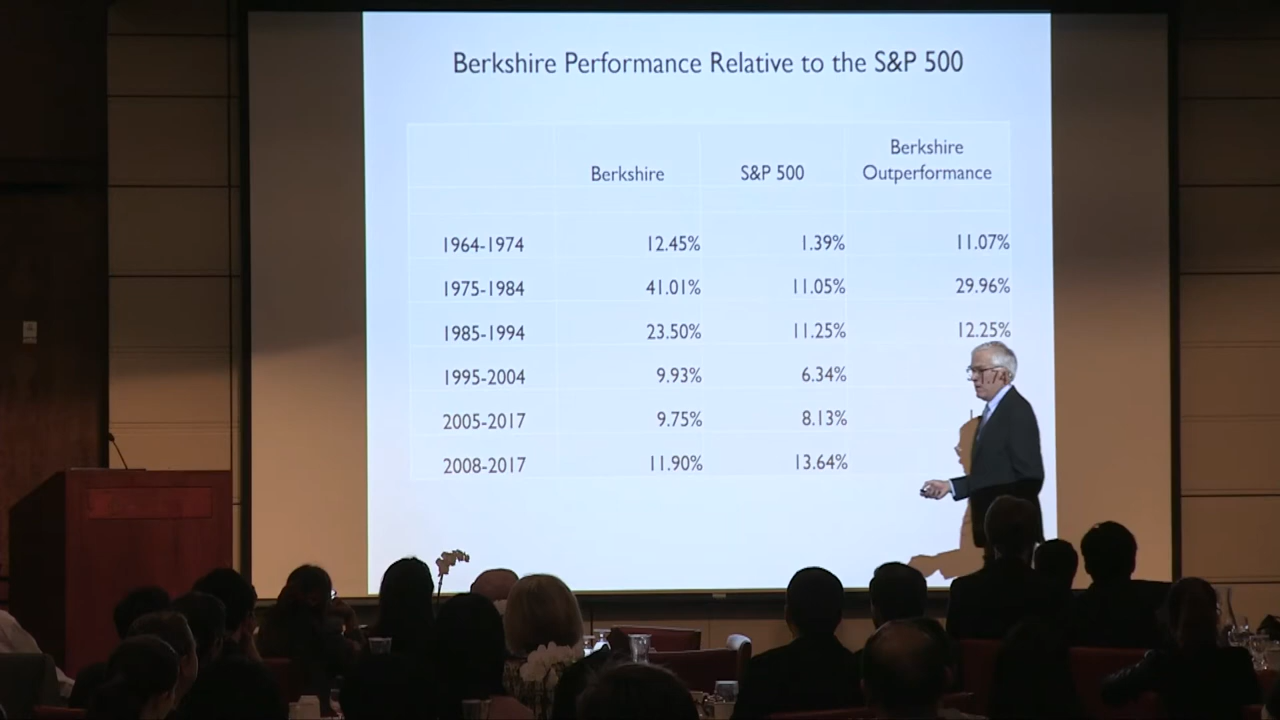 Berkshire Performance Relative to the S&P 500
Berkshire S&P 500 Berkshire Outperformance
1964-1974 12.45% 1.39% 11.07%
1975-1984 41.01% 11.05% 29.96%
1985-1994 23.50% 11.25% 12.25%
1995-2004 9.93% 6.34%
2005-2017 9.75% 8.13%
2008-2017 11.90% 13.64%